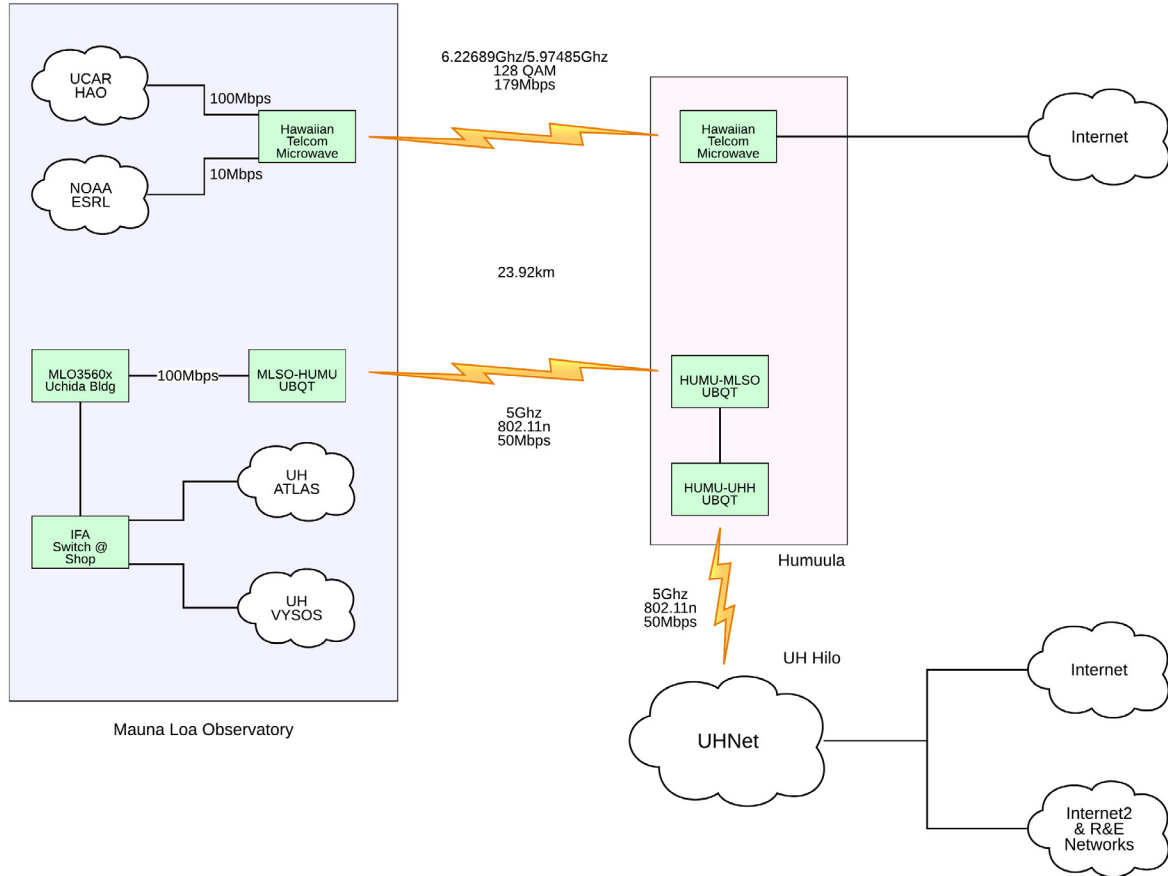 6.22689Ghz/5.97485Ghz
128 QAM
179Mbps
UCAR
HAO
100Mbps
Hawaiian
Telcom
Microwave
10Mbps
NOAA
ESRL
Hawaiian
Telcom
Microwave
Internet
23.92km
MLO3560x
Uchida Bldg
100Mbps
MLSO-HUMU
UBQT
5Ghz
802.11n
50Mbps
HUMU-MLSO
UBQT
HUMU-UHH
UBQT
UH
ATLAS
IFA
Switch @
Shop
UH
VYSOS
Humuula
5Ghz
802.11n
50Mbps
UH Hilo
Mauna Loa Observatory
UHNet
Internet
Internet2
& R&E
Networks